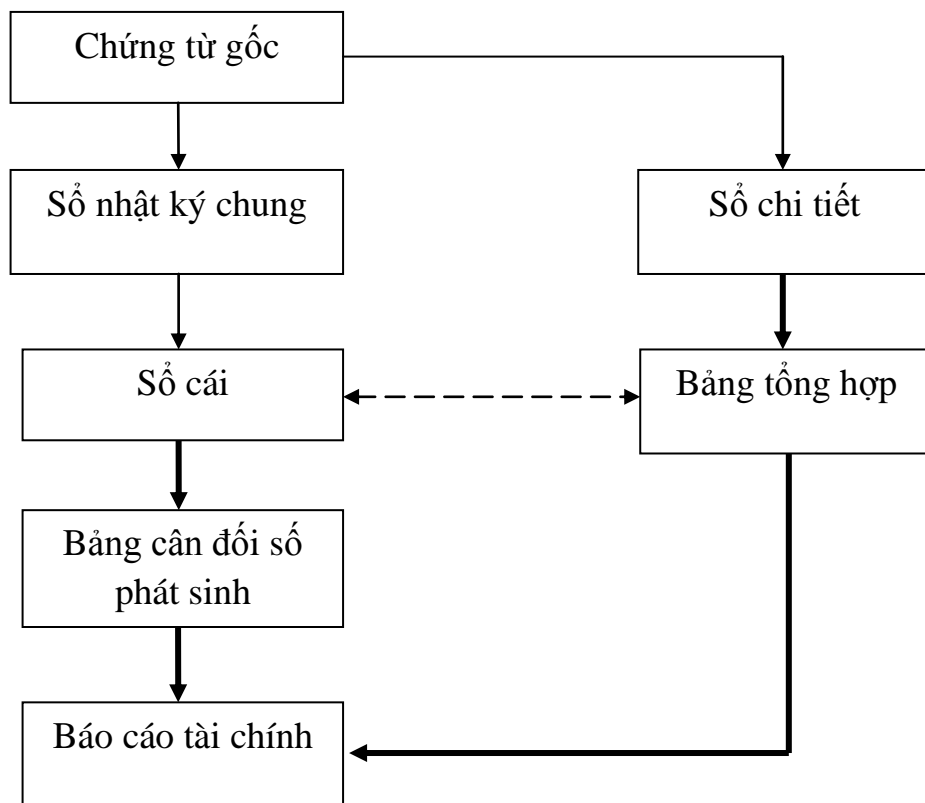 Chứng từ gốc
Sổ nhật ký chung
Sổ chi tiết
Sổ cái
Bảng tổng hợp
Bảng cân đối số
phát sinh
Báo cáo tài chính